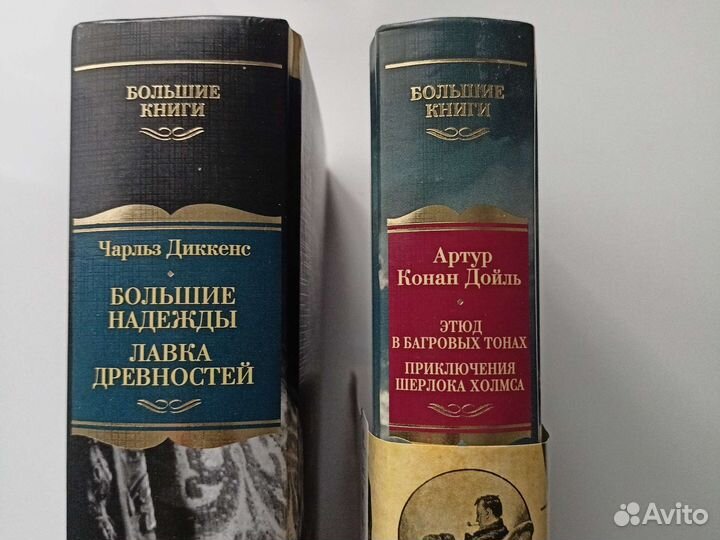 БОЛЬШИЕ
КНИГИ
Чарльз Диккенс
БОЛЬШИЕ
НАДЕЖДЫ
ЛАВКА
ДРЕВНОСТЕЙ
БОЛЬШИЕ
КНИГИ
Артур
Конан Дойль
ЭТЮД
В БАГРОВЫХ ТОНАХ
ПРИКЛЮЧЕНИЯ
ШЕРЛОКА ХОЛМСА
Avito